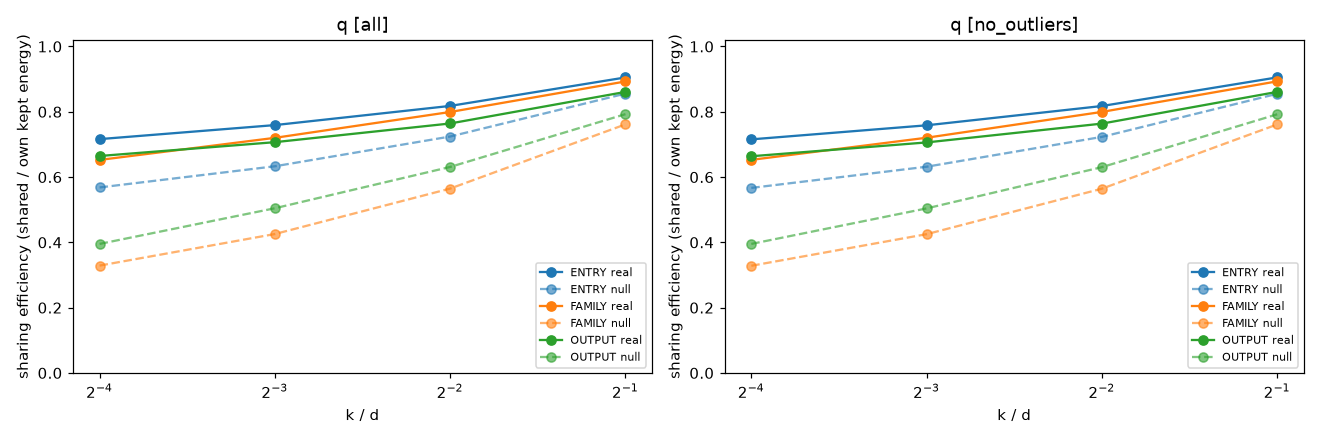 q [all]
sharing efficiency (shared / own kept energy)
1.0
0.8
0.6
0.4
0.2
0.0
ENTRY real
ENTRY null
FAMILY real
FAMILY null
OUTPUT real
OUTPUT null
2⁻⁴ 2⁻³ 2⁻² 2⁻¹
k / d
q [no_outliers]
sharing efficiency (shared / own kept energy)
1.0
0.8
0.6
0.4
0.2
0.0
ENTRY real
ENTRY null
FAMILY real
FAMILY null
OUTPUT real
OUTPUT null
2⁻⁴ 2⁻³ 2⁻² 2⁻¹
k / d